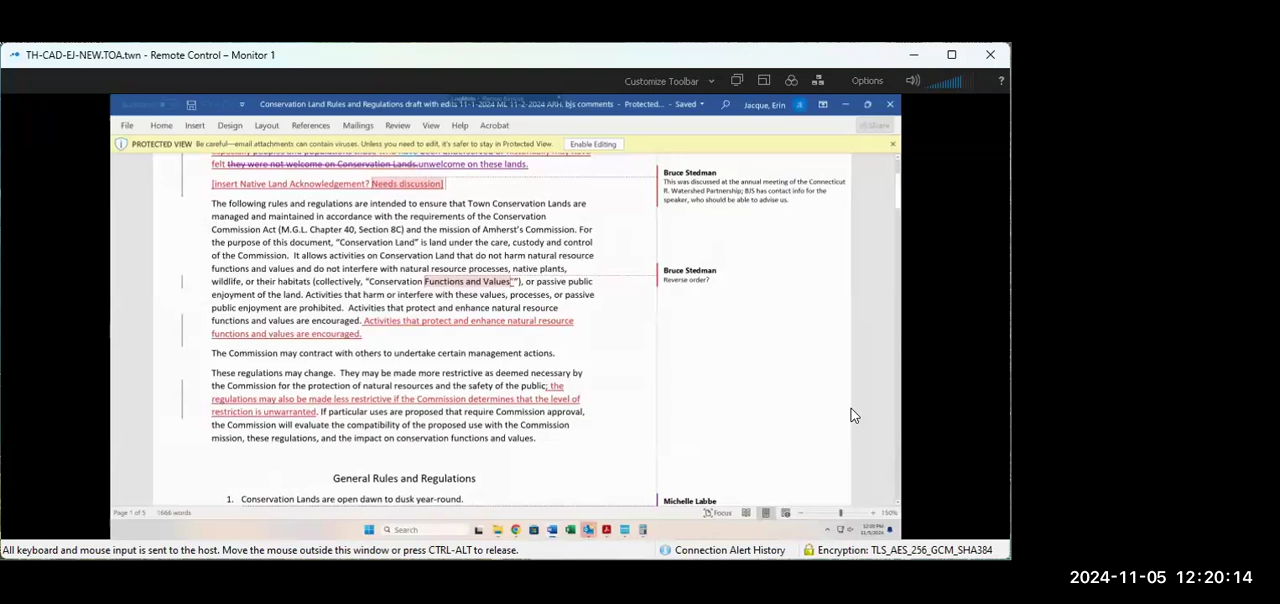 TH-CAD-EJ-NEW.TOA.twn - Remote Control – Monitor 1
Customize Toolbar Options ?
Conservation Land Rules and Regulations draft with edits 11-1-2024 ML 11-2-2024 ARH, bjs comments - Protected... - Saved Jacque, Erin JE
File Home Insert Design Layout References Mailings Review View Help Acrobat Share
PROTECTED VIEW Be careful—email attachments can contain viruses. Unless you need to edit, it's safer to stay in Protected View. Enable Editing
felt they were not welcome on Conservation Lands.unwelcome on these lands.
[insert Native Land Acknowledgement? Needs discussion]
The following rules and regulations are intended to ensure that Town Conservation Lands are
managed and maintained in accordance with the requirements of the Conservation
Commission Act (M.G.L. Chapter 40, Section 8C) and the mission of Amherst's Commission. For
the purpose of this document, "Conservation Land" is land under the care, custody and control
of the Commission. It allows activities on Conservation Land that do not harm natural resource
functions and values and do not interfere with natural resource processes, native plants,
wildlife, or their habitats (collectively, "Conservation Functions and Values""), or passive public
enjoyment of the land. Activities that harm or interfere with these values, processes, or passive
public enjoyment are prohibited. Activities that protect and enhance natural resource
functions and values are encouraged. Activities that protect and enhance natural resource
functions and values are encouraged.
The Commission may contract with others to undertake certain management actions.
These regulations may change. They may be made more restrictive as deemed necessary by
the Commission for the protection of natural resources and the safety of the public; the
regulations may also be made less restrictive if the Commission determines that the level of
restriction is unwarranted. If particular uses are proposed that require Commission approval,
the Commission will evaluate the compatibility of the proposed use with the Commission
mission, these regulations, and the impact on conservation functions and values.
General Rules and Regulations
1. Conservation Lands are open dawn to dusk year-round.
Bruce Stedman
This was discussed at the annual meeting of the Connecticut
R. Watershed Partnership; BJS has contact info for the
speaker, who should be able to advise us.
Bruce Stedman
Reverse order?
Michelle Labbe
Page 1 of 5 1666 words Focus 150%
Search
12:20 PM
11/5/2024
All keyboard and mouse input is sent to the host. Move the mouse outside this window or press CTRL-ALT to release. Connection Alert History Encryption: TLS_AES_256_GCM_SHA384
2024-11-05 12:20:14